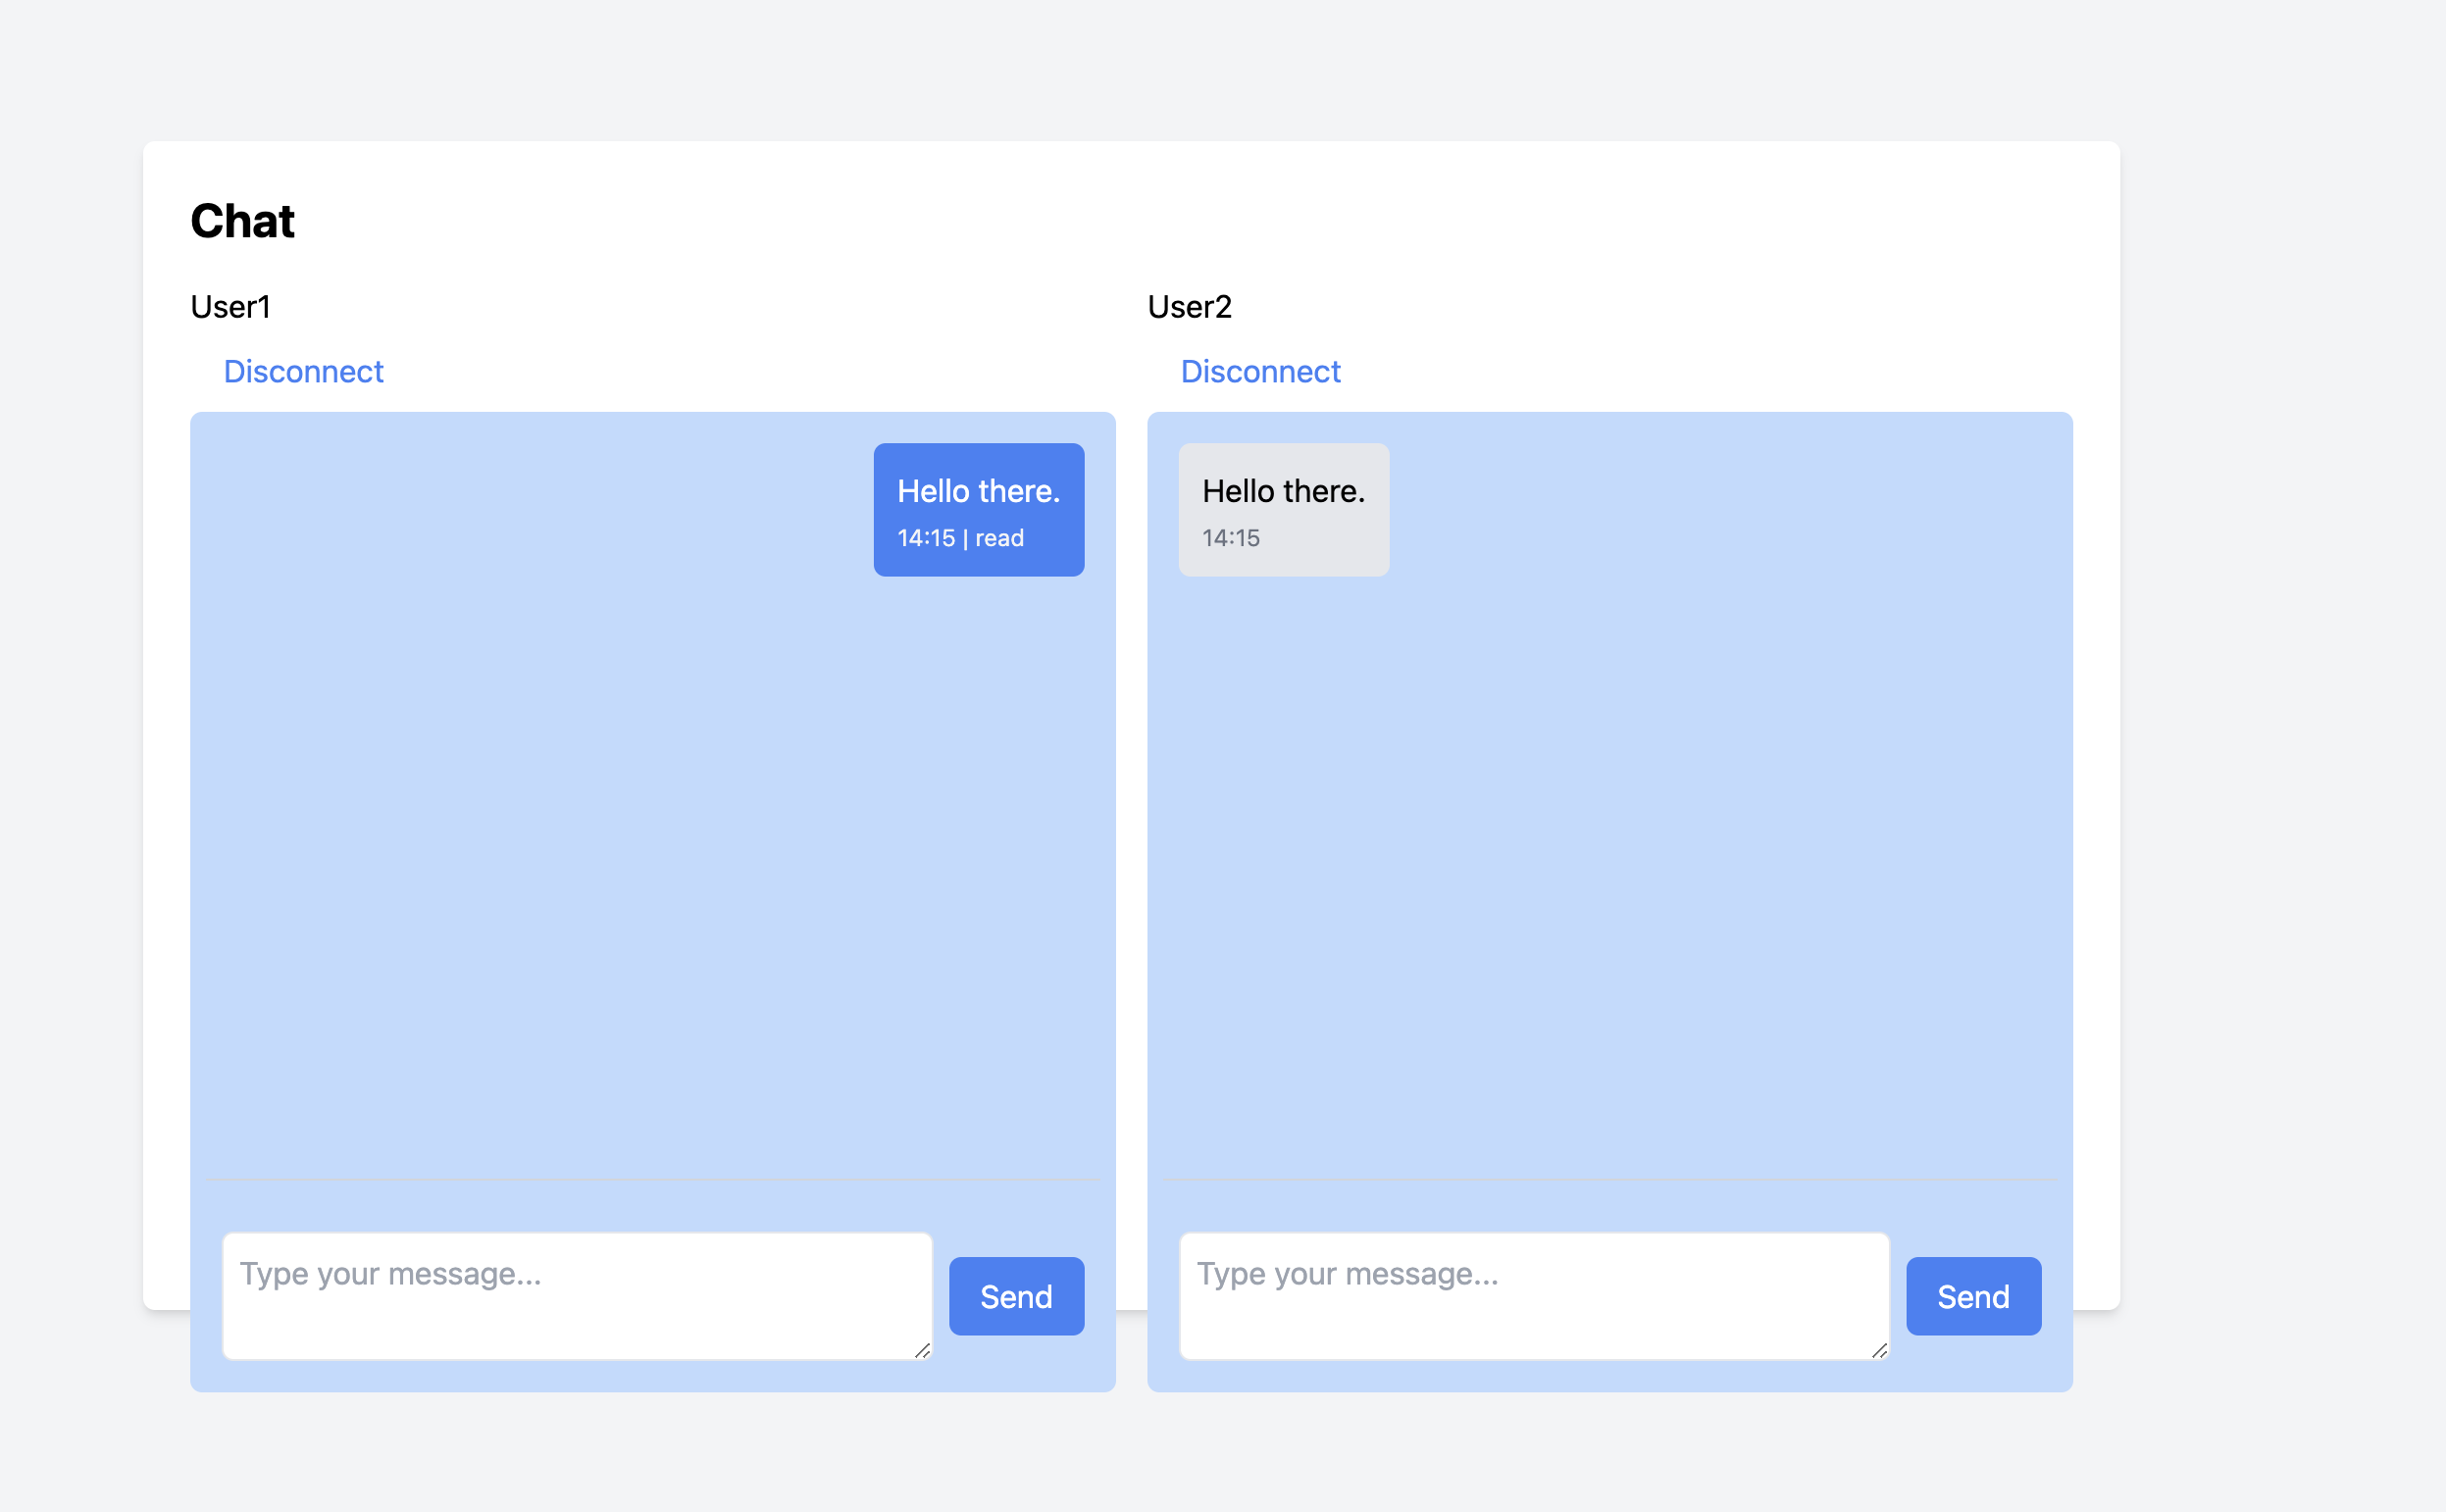 Chat
User1
Disconnect
Hello there.
14:15 | read
Type your message...
Send
User2
Disconnect
Hello there.
14:15
Type your message...
Send